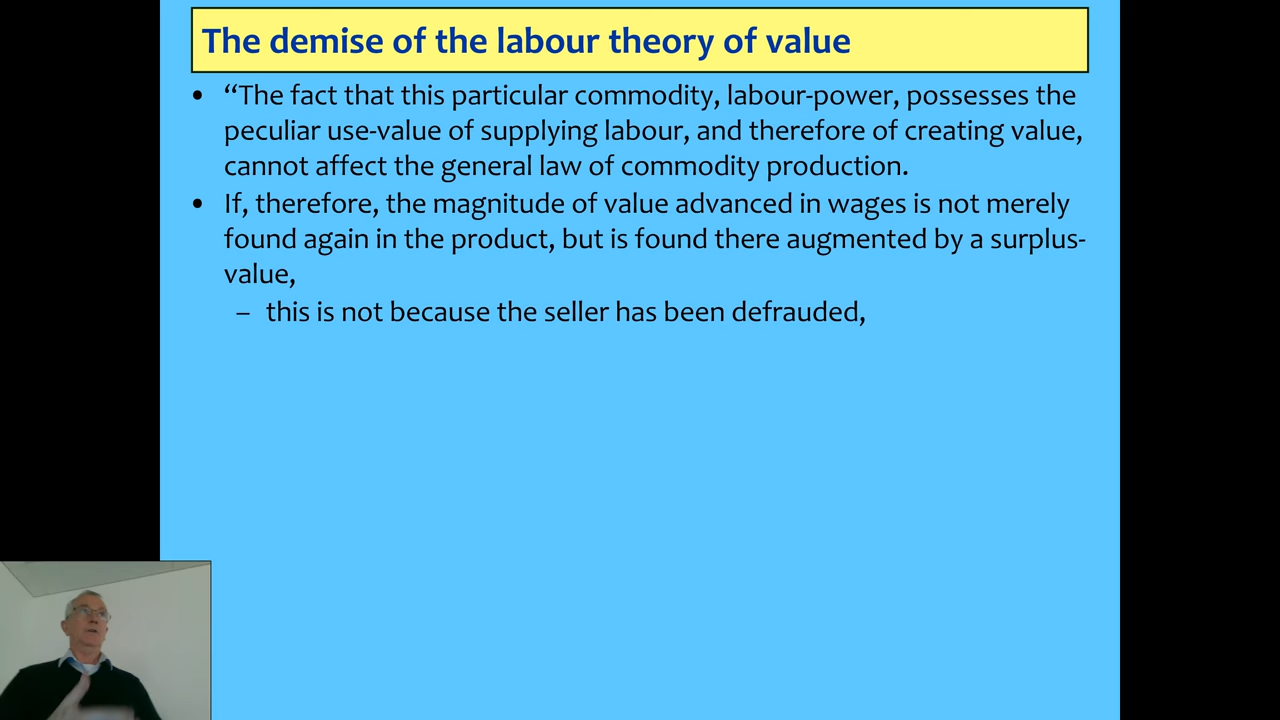 The demise of the labour theory of value
• “The fact that this particular commodity, labour-power, possesses the
peculiar use-value of supplying labour, and therefore of creating value,
cannot affect the general law of commodity production.
• If, therefore, the magnitude of value advanced in wages is not merely
found again in the product, but is found there augmented by a surplus-
value,
– this is not because the seller has been defrauded,